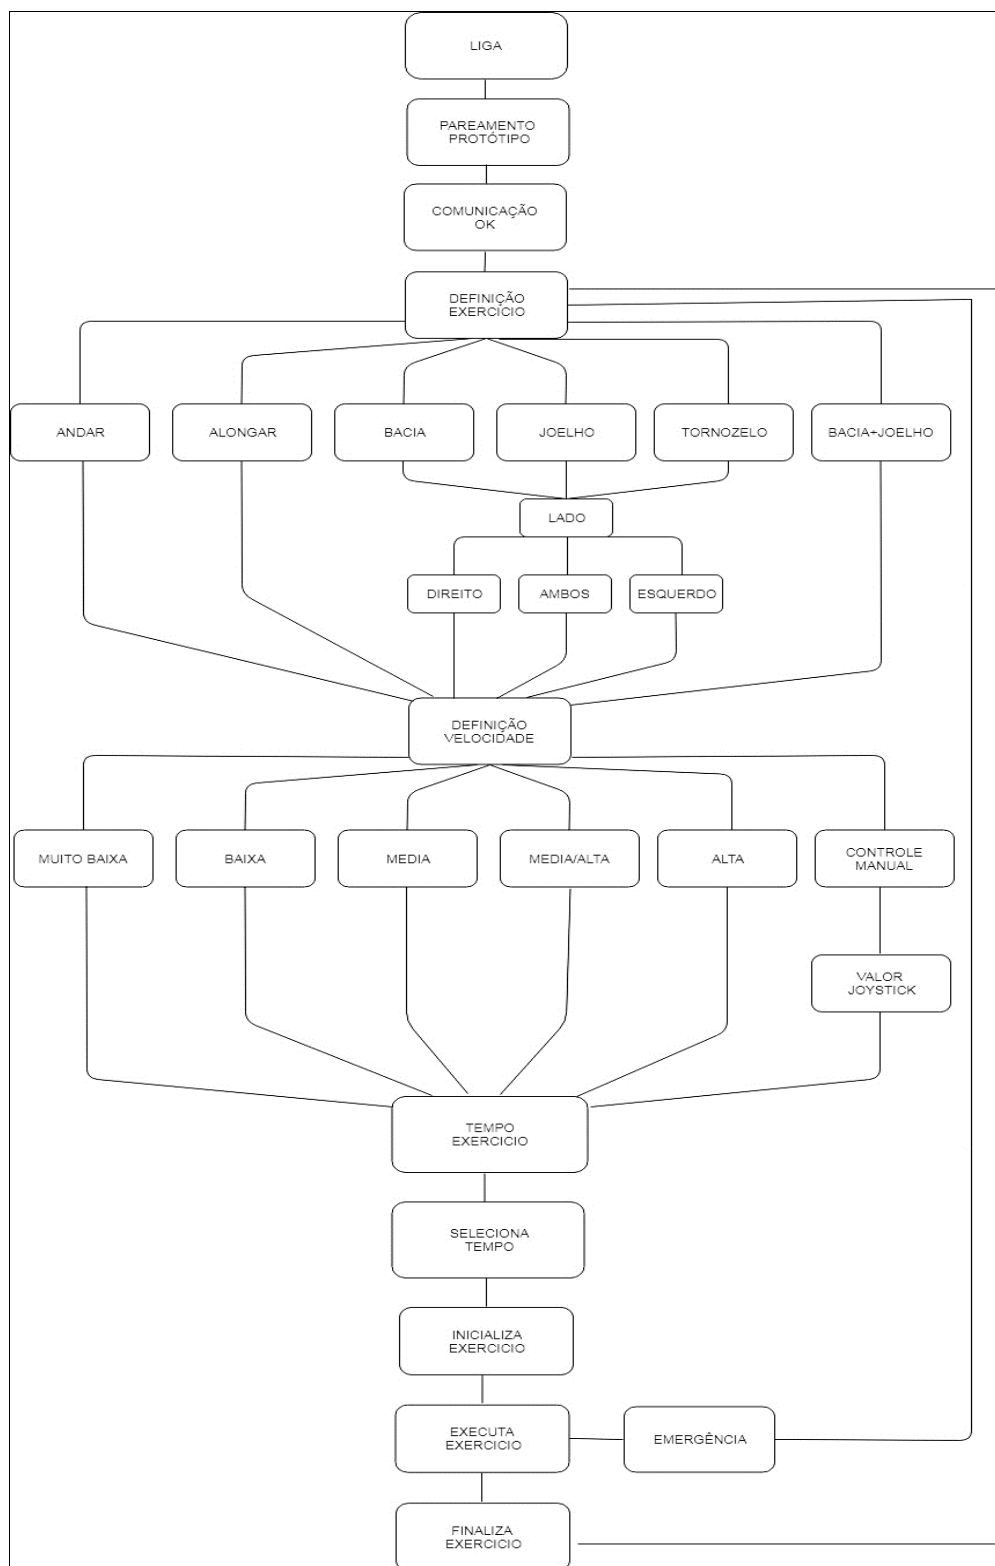 LIGA
PAREAMENTO
PROTÓTIPO
COMUNICAÇÃO
OK
DEFINIÇÃO
EXERCÍCIO
ANDAR
ALONGAR
BACIA
JOELHO
TORNOZELO
BACIA+JOELHO
LADO
DIREITO
AMBOS
ESQUERDO
DEFINIÇÃO
VELOCIDADE
MUITO BAIXA
BAIXA
MEDIA
MEDIA/ALTA
ALTA
CONTROLE
MANUAL
VALOR
JOYSTICK
TEMPO
EXERCICIO
SELECIONA
TEMPO
INICIALIZA
EXERCICIO
EXECUTA
EXERCICIO
EMERGÊNCIA
FINALIZA
EXERCICIO